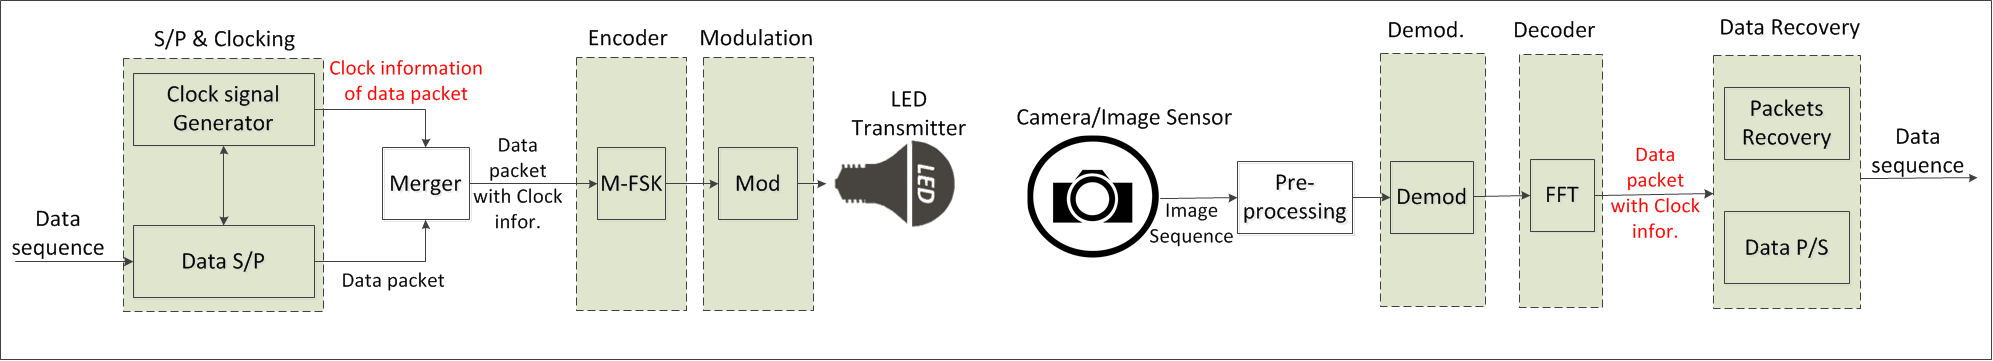 S/P & Clocking
Clock signal
Generator
Data S/P
Data
sequence
Clock information
of data packet
Data packet
Merger
Data
packet
with Clock
infor.
Encoder
M-FSK
Modulation
Mod
LED
Transmitter
LED
Camera/Image Sensor
Image
Sequence
Pre-
processing
Demod.
Demod
Decoder
FFT
Data
packet
with Clock
infor.
Data Recovery
Packets
Recovery
Data P/S
Data
sequence